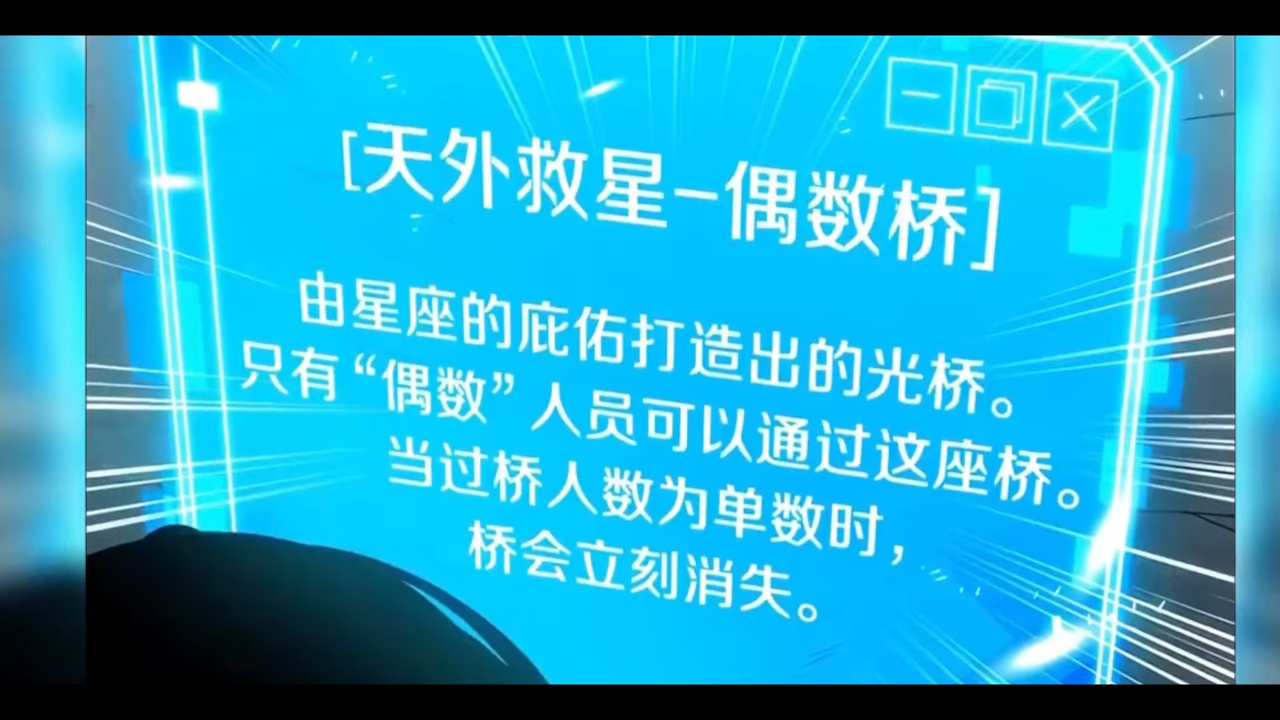 [天外救星-偶数桥]
由星座的庇佑打造出的光桥。
只有“偶数”人员可以通过这座桥。
当过桥人数为单数时，
桥会立刻消失。